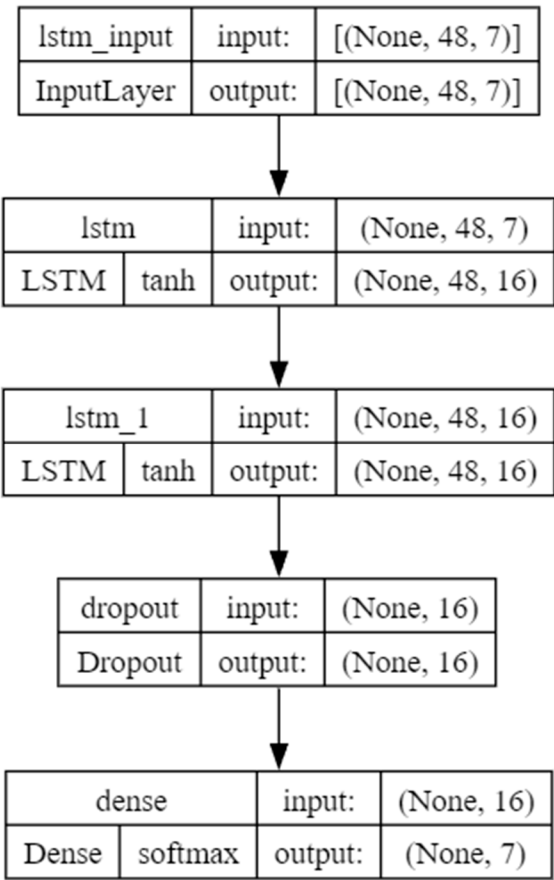 lstm_input input: [(None, 48, 7)]
InputLayer output: [(None, 48, 7)]
lstm input: (None, 48, 7)
LSTM tanh output: (None, 48, 16)
lstm_1 input: (None, 48, 16)
LSTM tanh output: (None, 48, 16)
dropout input: (None, 16)
Dropout output: (None, 16)
dense input: (None, 16)
Dense softmax output: (None, 7)